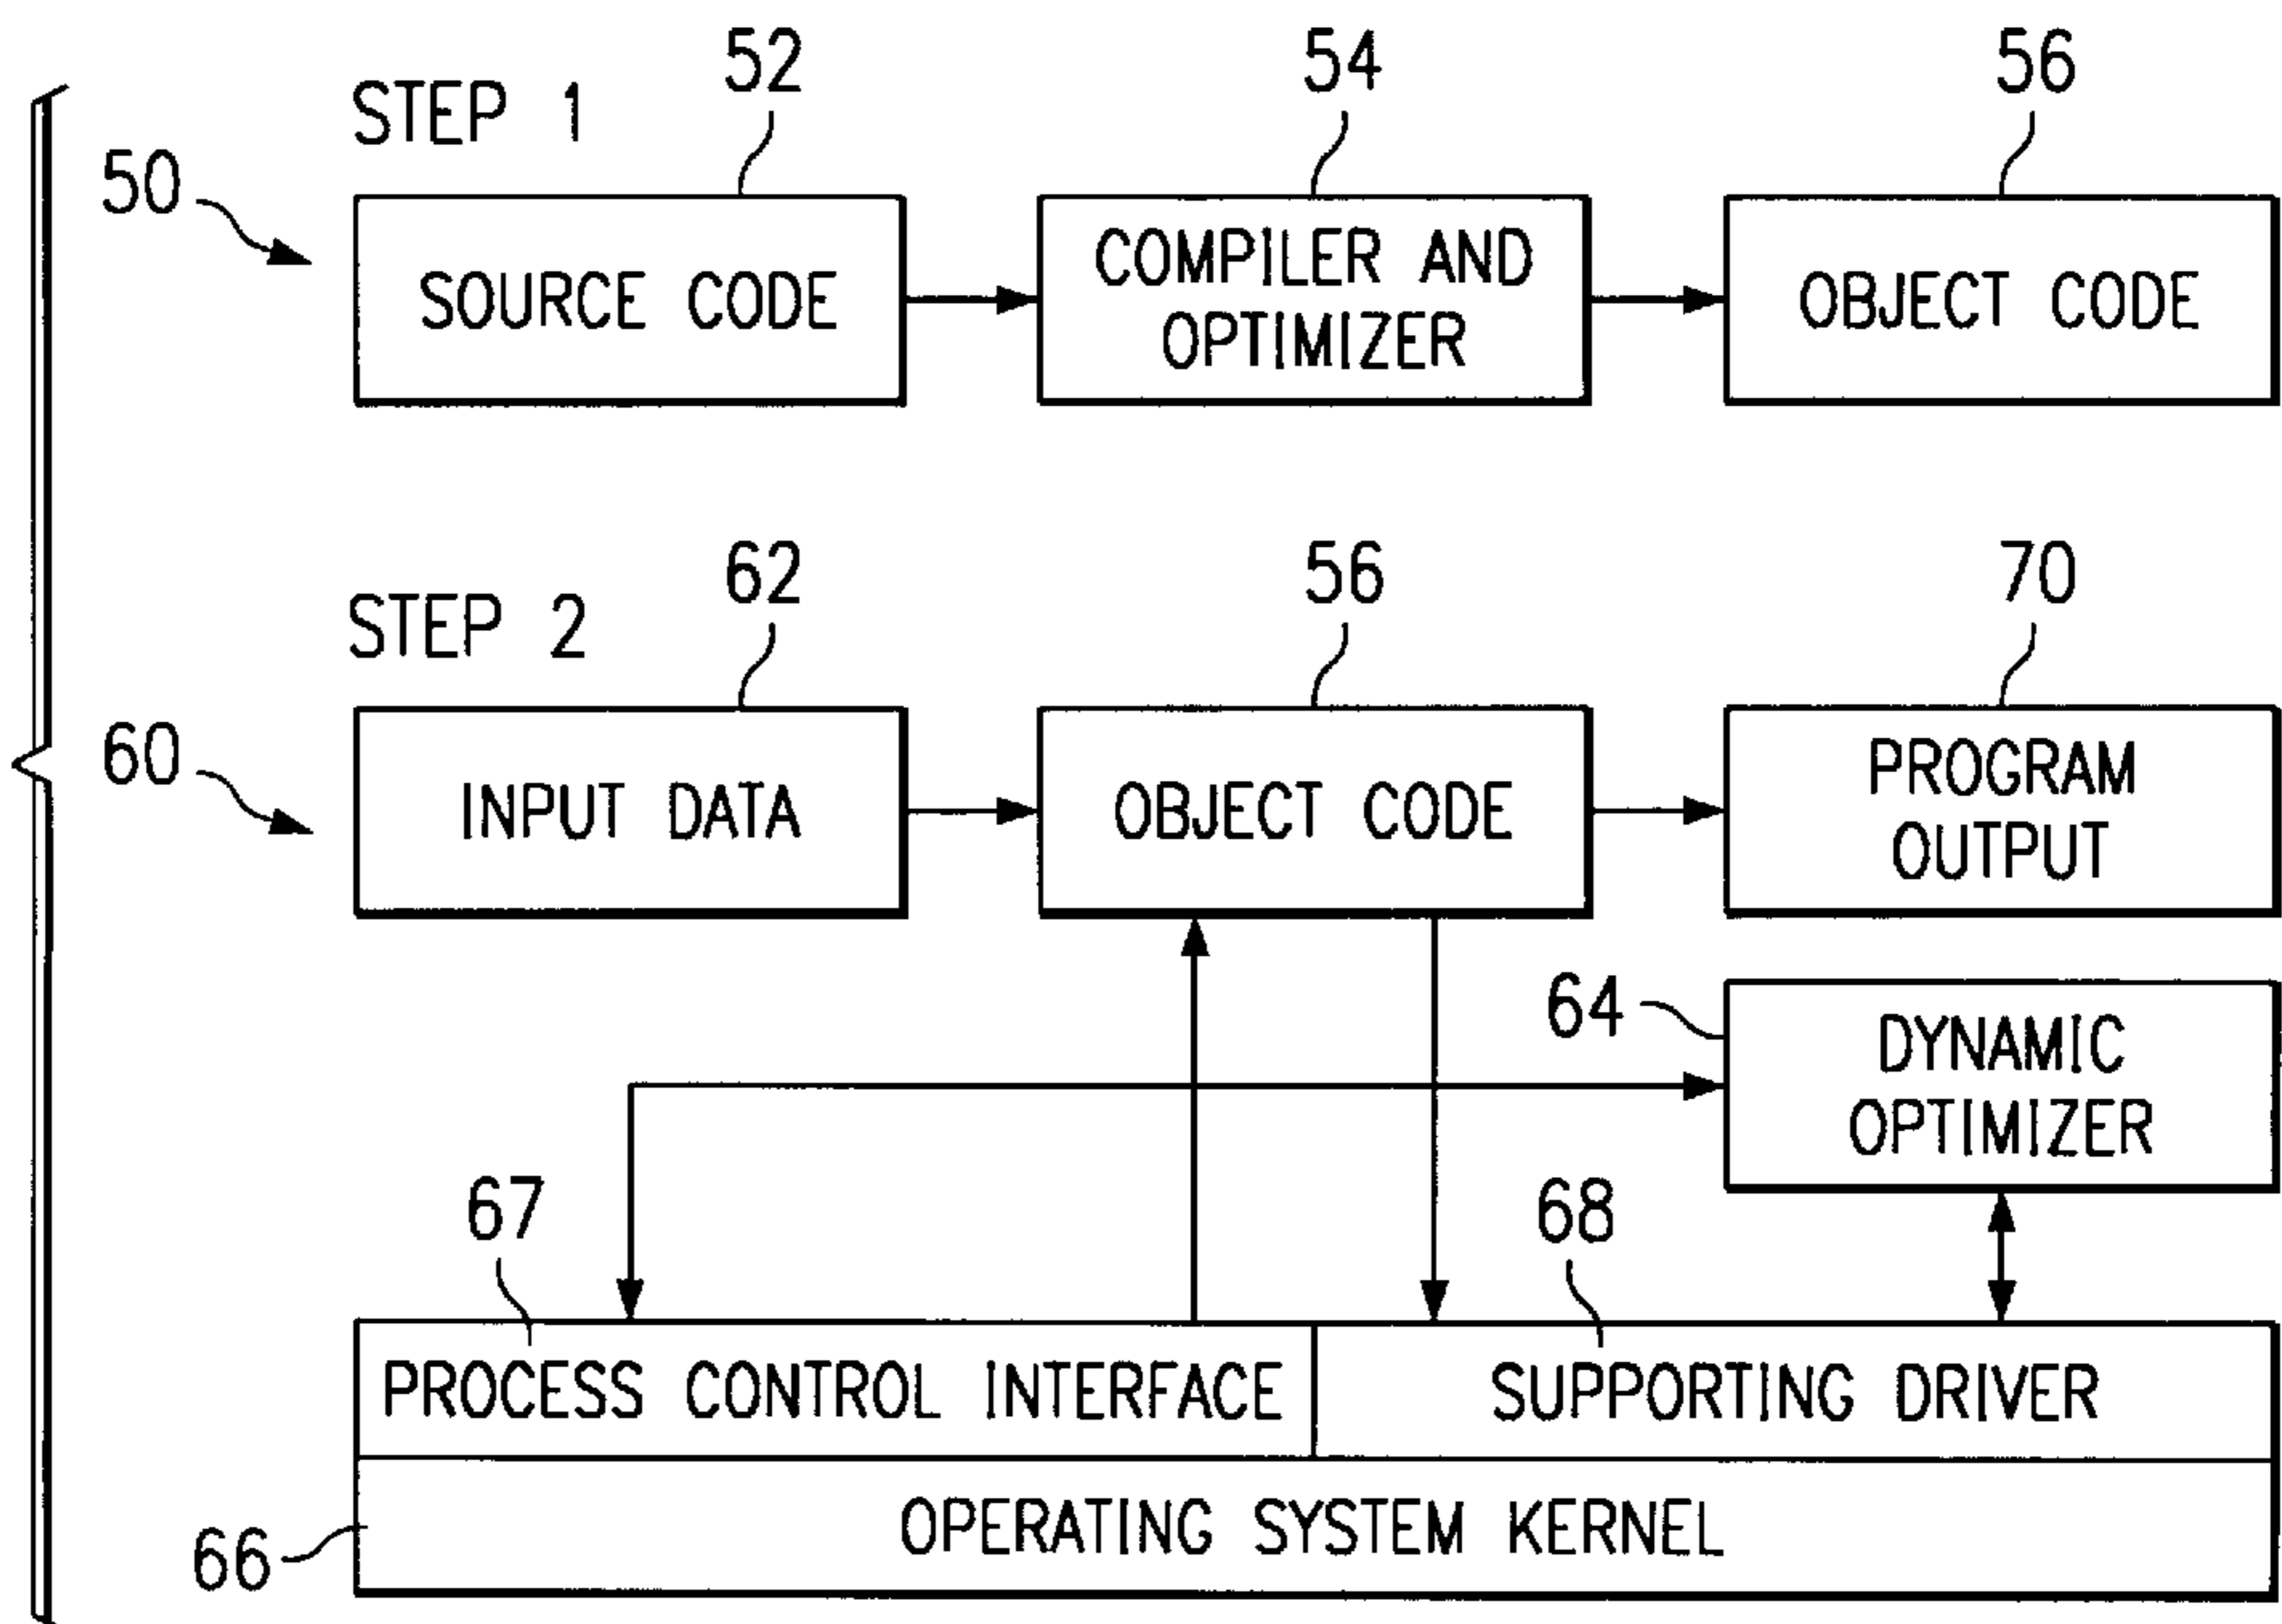 52
54
56
STEP 1
50
SOURCE CODE
COMPILER AND
OPTIMIZER
OBJECT CODE
62
56
70
STEP 2
60
INPUT DATA
OBJECT CODE
PROGRAM
OUTPUT
64
DYNAMIC
OPTIMIZER
67
68
PROCESS CONTROL INTERFACE
SUPPORTING DRIVER
66
OPERATING SYSTEM KERNEL